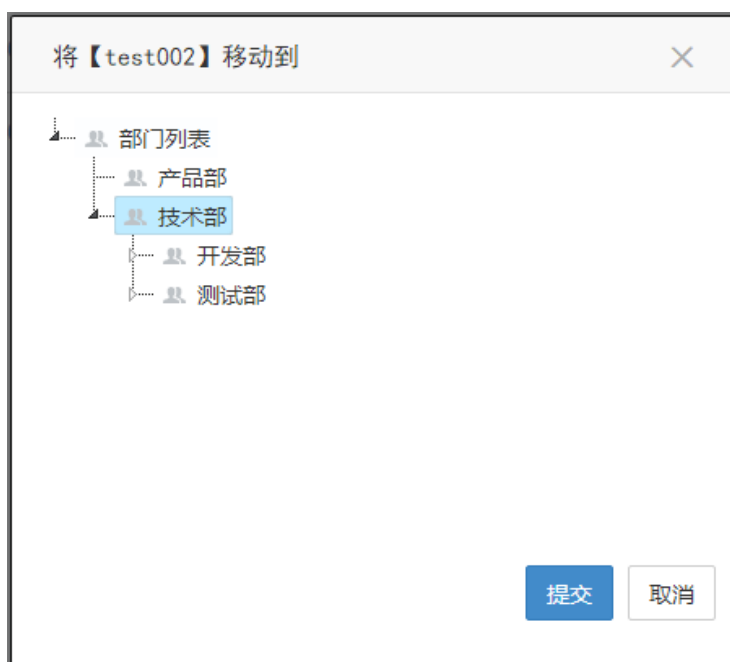 将【test002】移动到
部门列表
产品部
技术部
开发部
测试部
提交 取消